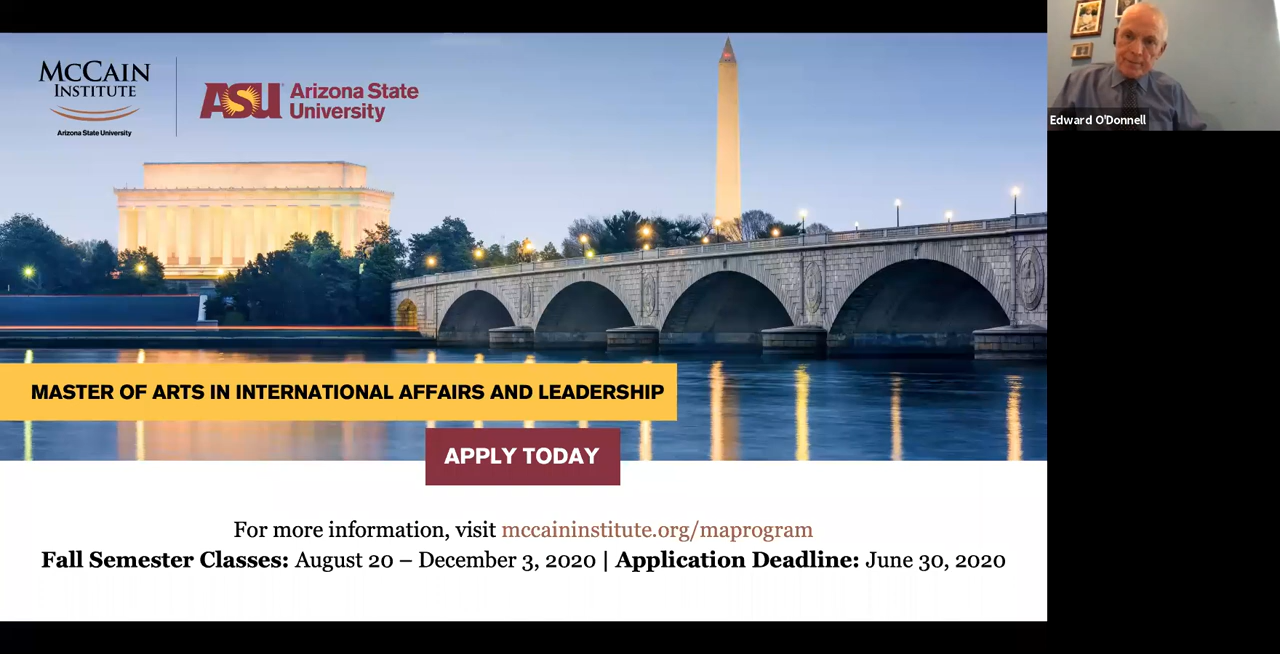 McCAIN
INSTITUTE
Arizona State University
ASU Arizona State
University
Edward O'Donnell
MASTER OF ARTS IN INTERNATIONAL AFFAIRS AND LEADERSHIP
APPLY TODAY
For more information, visit mccaininstitute.org/maprogram
Fall Semester Classes: August 20 – December 3, 2020 | Application Deadline: June 30, 2020